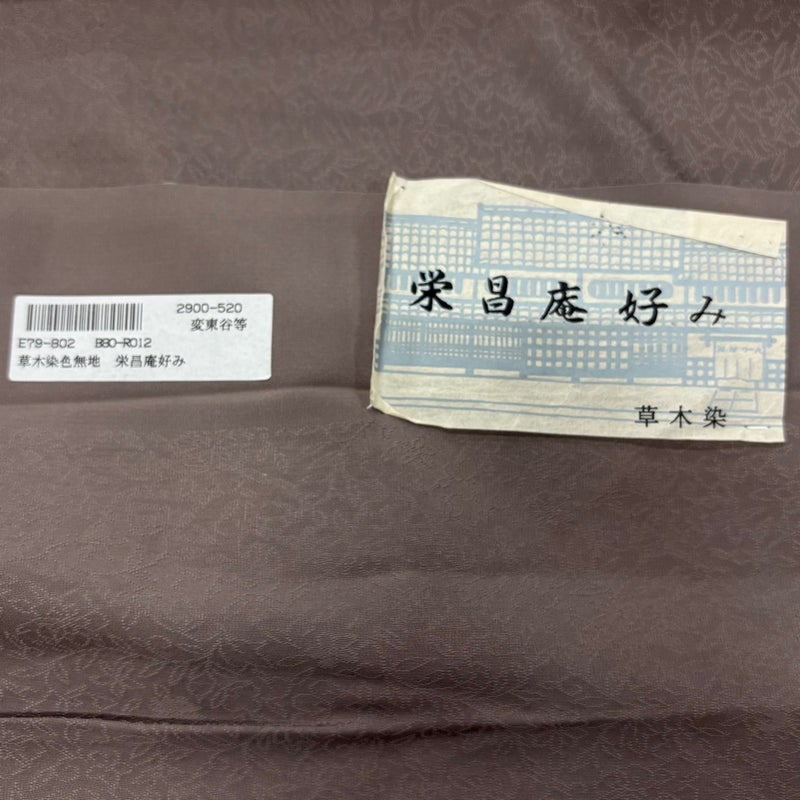 2900-520
変東谷等
E79-802 B80-R012
草木染色無地 栄昌庵好み
栄昌庵好み
草木染